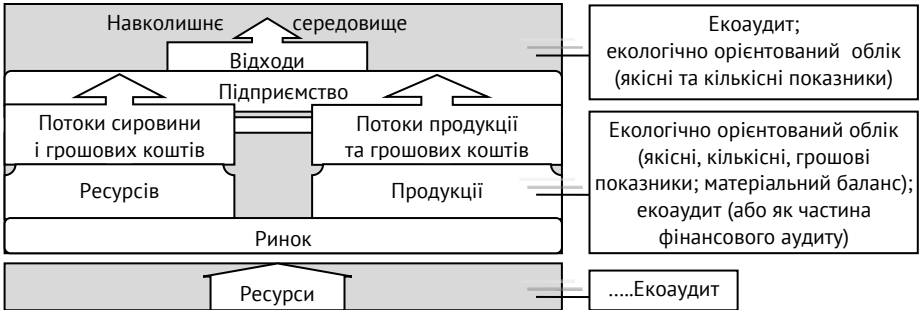 Навколишнє середовище
Відходи
Підприємство
Потоки сировини
і грошових коштів
Потоки продукції
та грошових коштів
Ресурсів
Продукції
Ринок
Ресурси
Екоаудит;
екологічно орієнтований облік
(якісні та кількісні показники)
Екологічно орієнтований облік
(якісні, кількісні, грошові
показники; матеріальний баланс);
екоаудит (або як частина
фінансового аудиту)
.....Екоаудит